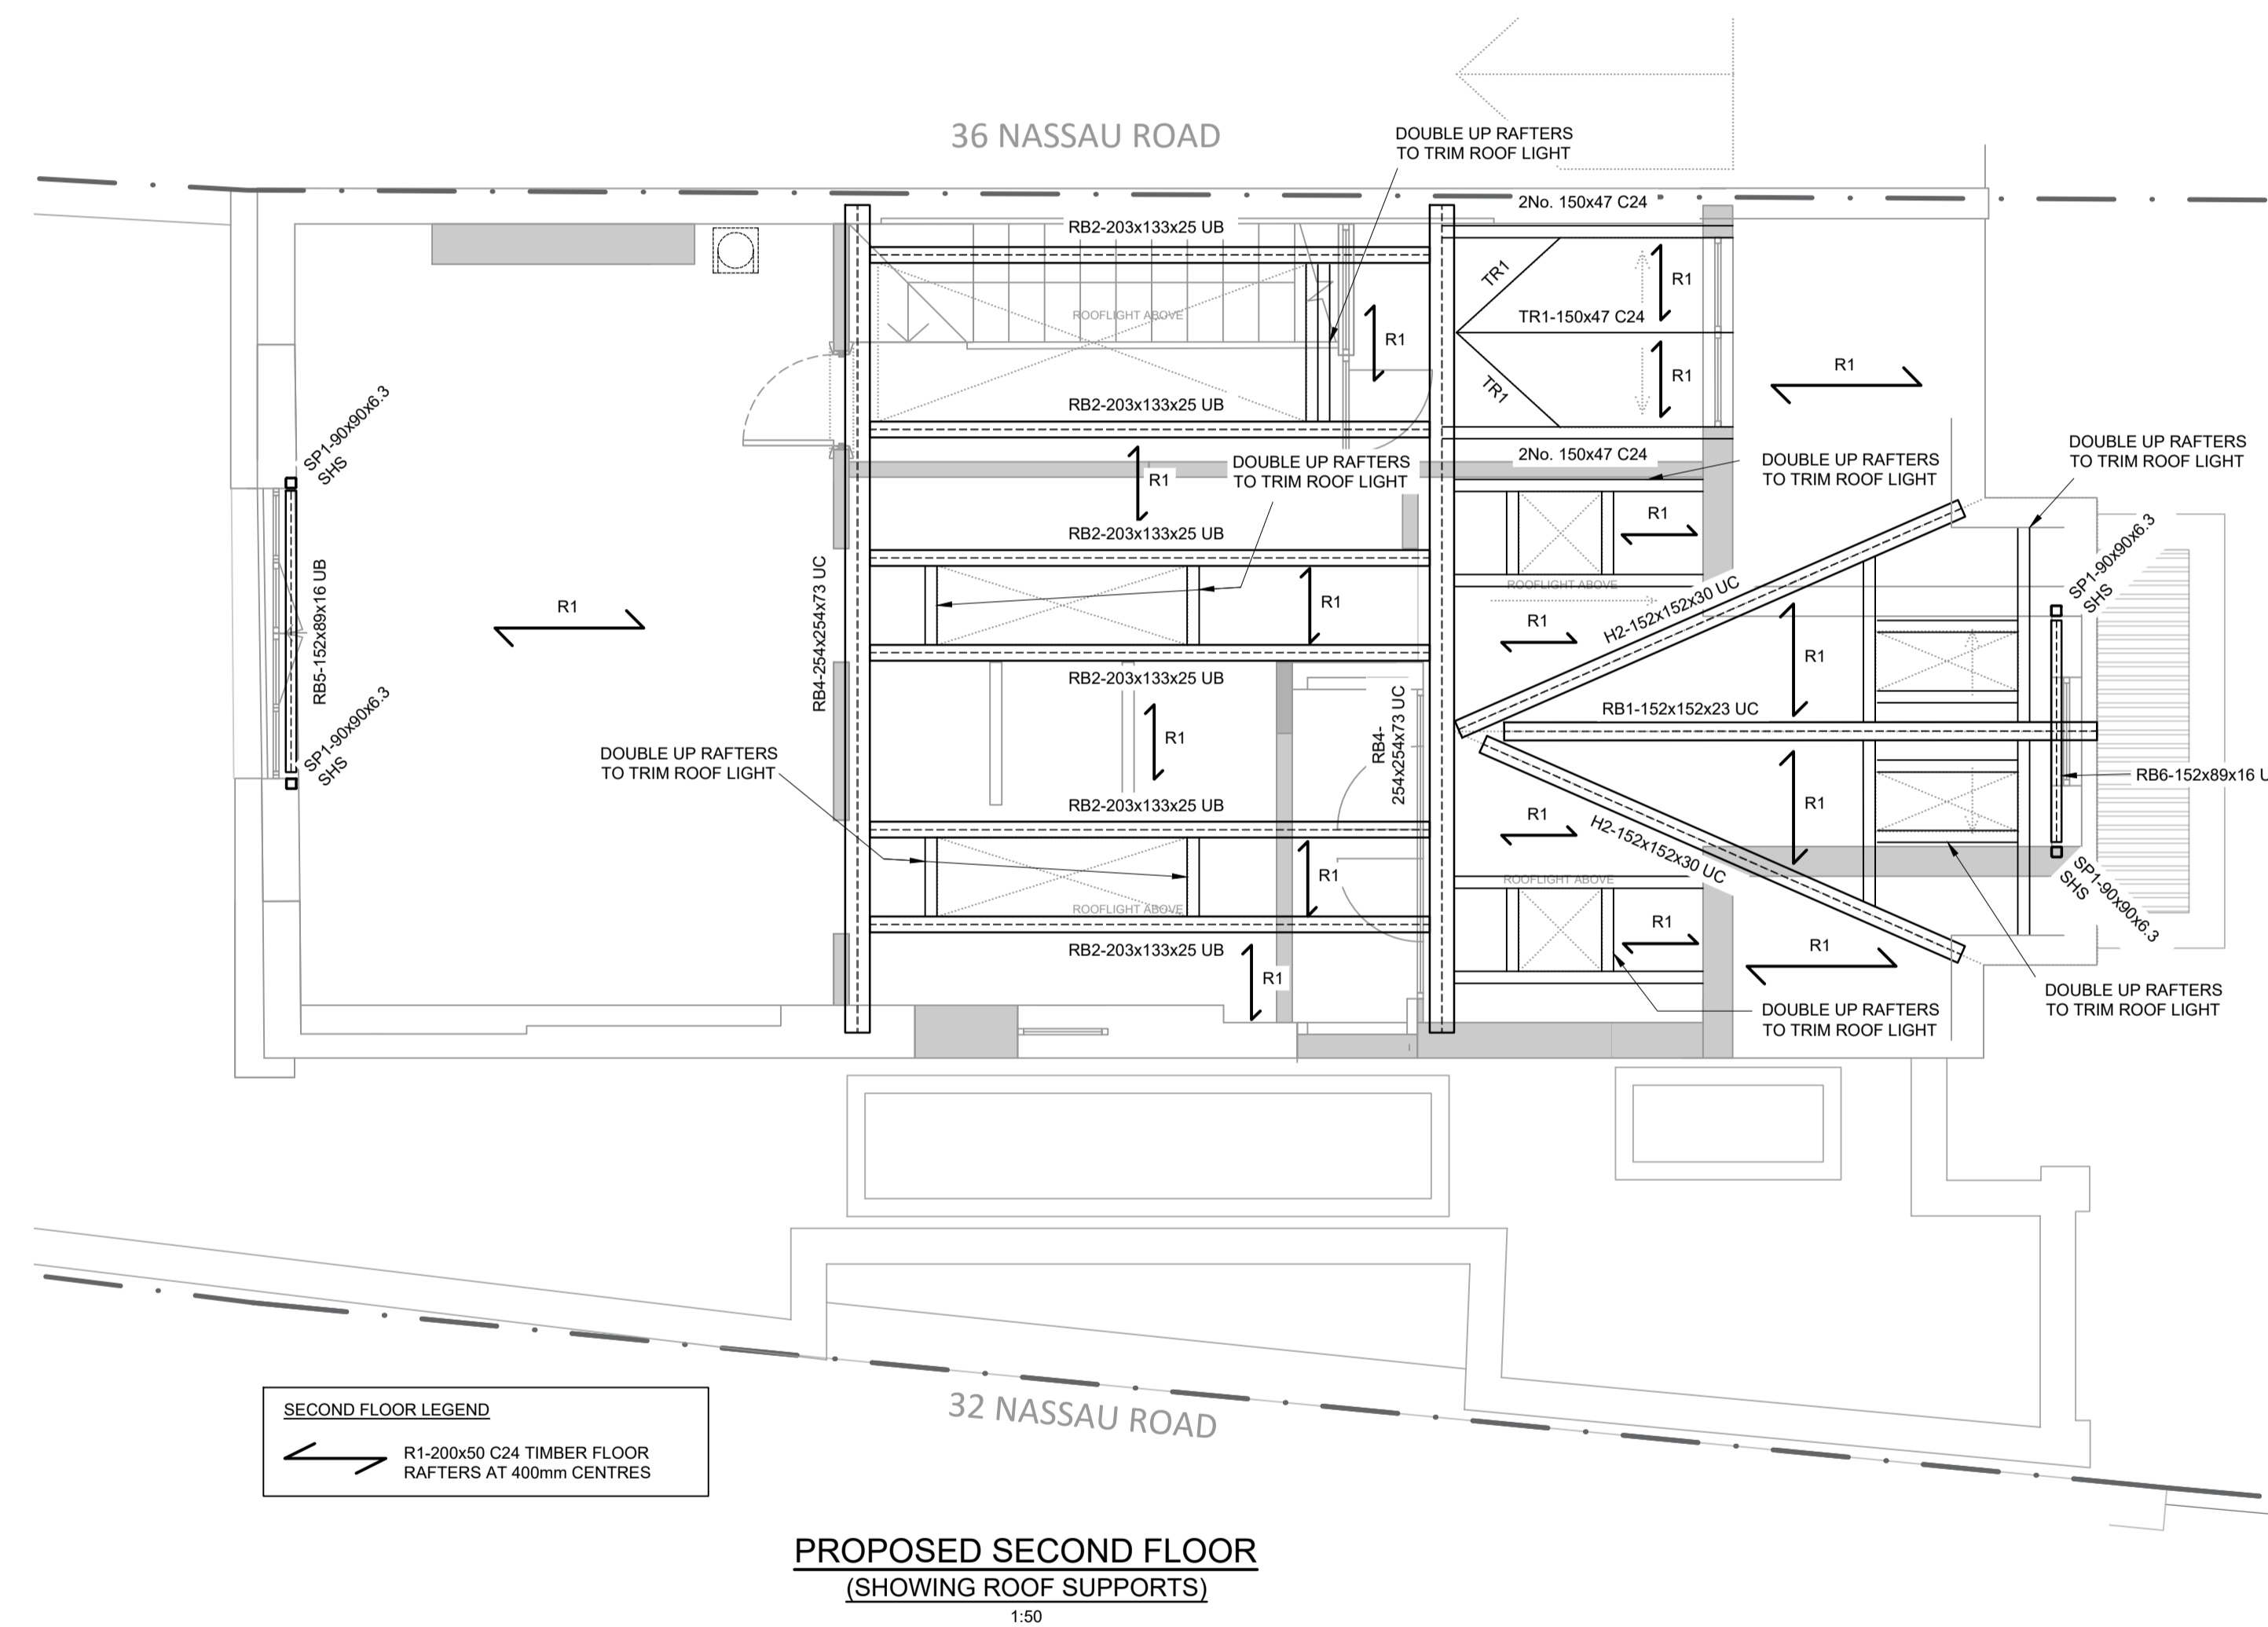 36 NASSAU ROAD
DOUBLE UP RAFTERS
TO TRIM ROOF LIGHT
2No. 150x47 C24
RB2-203x133x25 UB
TR1
R1
ROOFLIGHT ABOVE
TR1-150x47 C24
R1
R1
R1
TR1
RB2-203x133x25 UB
SP1-90x90x6.3
SHS
2No. 150x47 C24
DOUBLE UP RAFTERS
TO TRIM ROOF LIGHT
DOUBLE UP RAFTERS
TO TRIM ROOF LIGHT
DOUBLE UP RAFTERS
TO TRIM ROOF LIGHT
R1
R1
RB2-203x133x25 UB
SP1-90x90x6.3
SHS
RB5-152x89x16 UB
R1
RB4-254x254x73 UC
R1
ROOFLIGHT ABOVE
H2-152x152x30 UC
R1
R1
RB2-203x133x25 UB
RB4-
254x254x73 UC
RB1-152x152x23 UC
SP1-90x90x6.3
SHS
R1
DOUBLE UP RAFTERS
TO TRIM ROOF LIGHT
RB6-152x89x16 U
RB2-203x133x25 UB
R1
R1
H2-152x152x30 UC
R1
ROOFLIGHT ABOVE
ROOFLIGHT ABOVE
SP1-90x90x6.3
SHS
R1
RB2-203x133x25 UB
R1
R1
DOUBLE UP RAFTERS
TO TRIM ROOF LIGHT
DOUBLE UP RAFTERS
TO TRIM ROOF LIGHT
32 NASSAU ROAD
SECOND FLOOR LEGEND
R1-200x50 C24 TIMBER FLOOR
RAFTERS AT 400mm CENTRES
PROPOSED SECOND FLOOR
(SHOWING ROOF SUPPORTS)
1:50